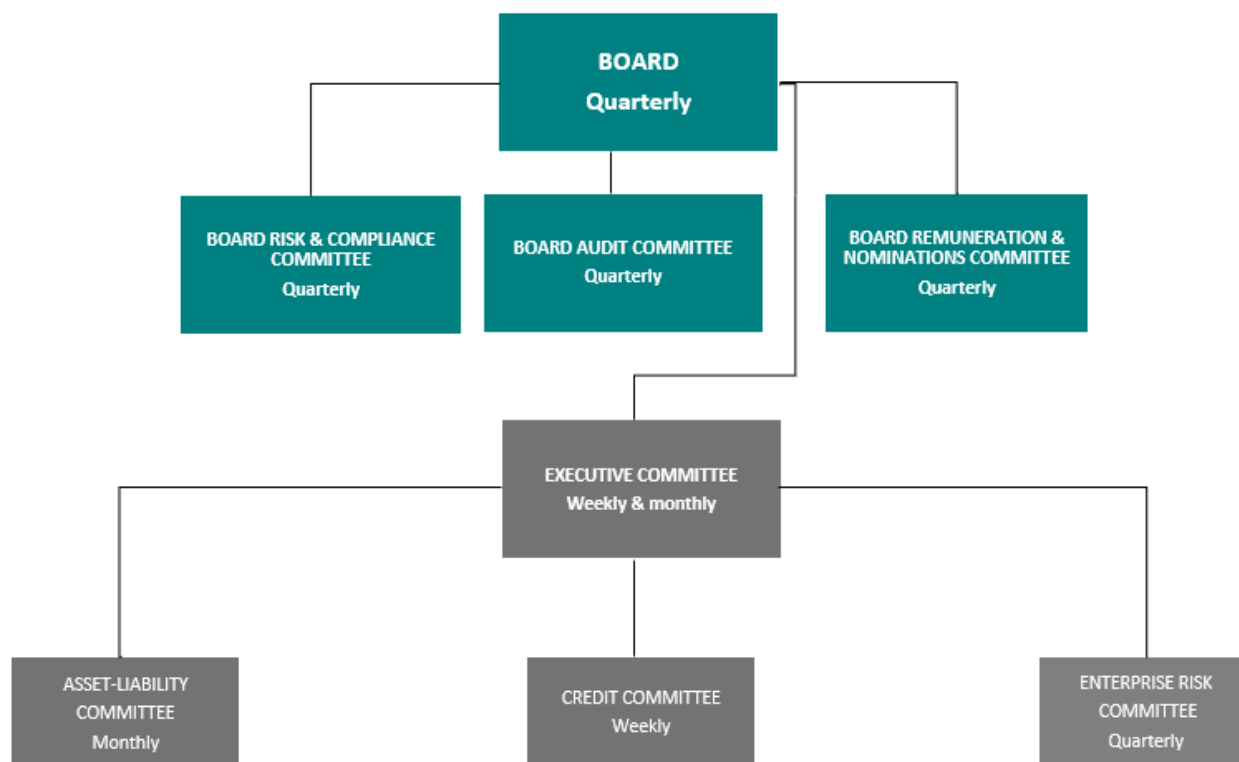 BOARD
Quarterly
BOARD RISK & COMPLIANCE
COMMITTEE
Quarterly
BOARD AUDIT COMMITTEE
Quarterly
BOARD REMUNERATION &
NOMINATIONS COMMITTEE
Quarterly
EXECUTIVE COMMITTEE
Weekly & monthly
ASSET-LIABILITY
COMMITTEE
Monthly
CREDIT COMMITTEE
Weekly
ENTERPRISE RISK
COMMITTEE
Quarterly